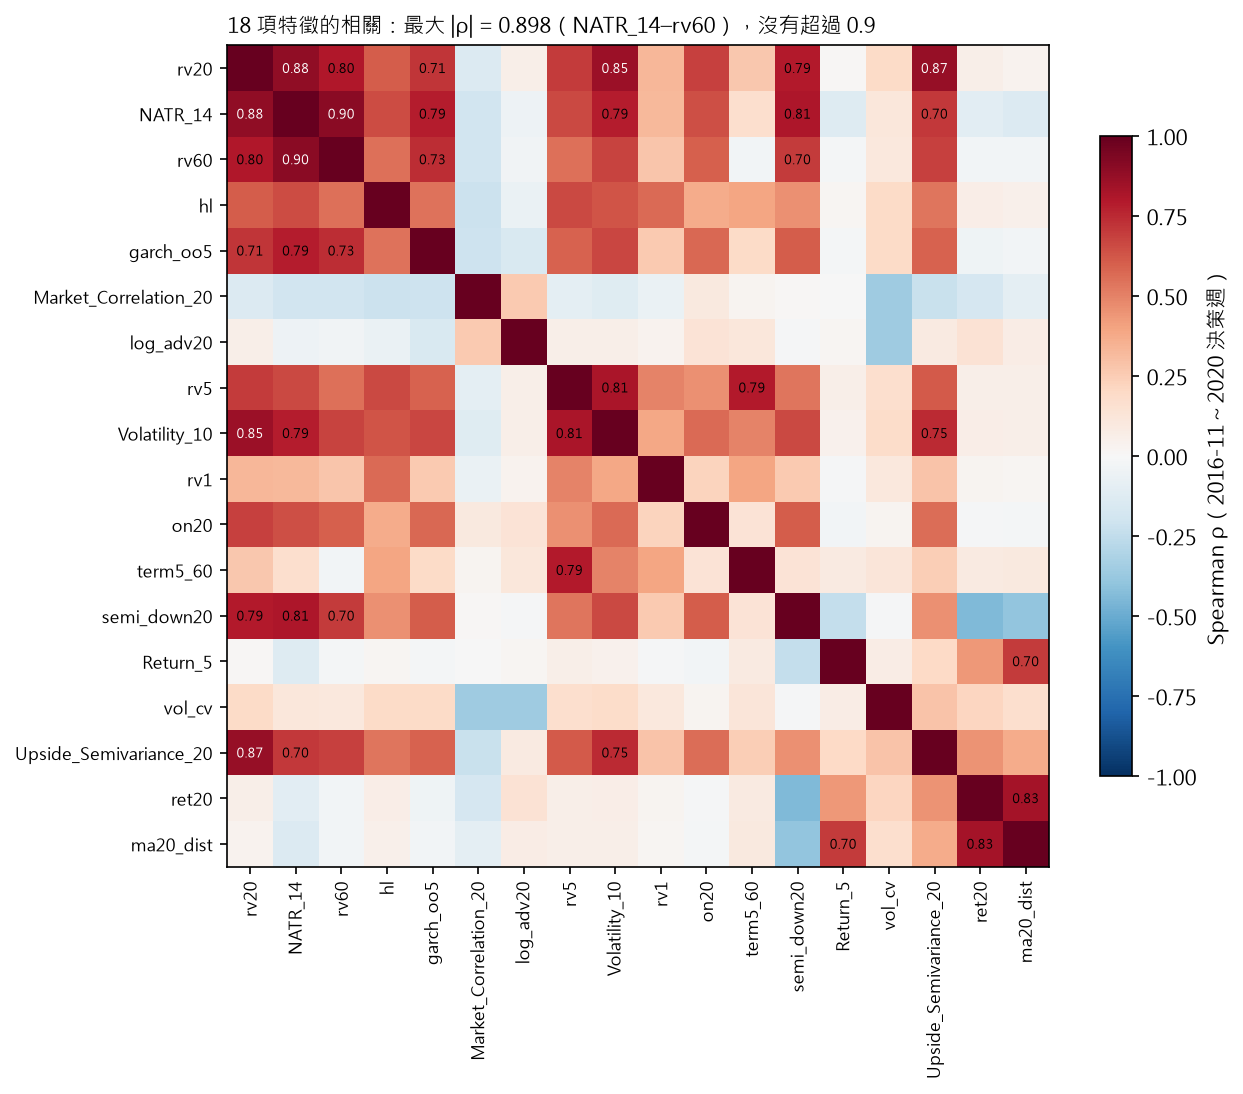 18 項特徵的相關：最大 |ρ| = 0.898（NATR_14–rv60），沒有超過 0.9
rv20 0.88 0.80 0.71 0.85 0.79 0.87
NATR_14 0.88 0.90 0.79 0.79 0.81 0.70
rv60 0.80 0.90 0.73 0.70
hl
garch_oo5 0.71 0.79 0.73
Market_Correlation_20
log_adv20
rv5 0.81 0.79
Volatility_10 0.85 0.79 0.81 0.75
rv1
on20
term5_60 0.79
semi_down20 0.79 0.81 0.70
Return_5 0.70
vol_cv
Upside_Semivariance_20 0.87 0.70 0.75
ret20 0.83
ma20_dist 0.70 0.83
rv20
NATR_14
rv60
hl
garch_oo5
Market_Correlation_20
log_adv20
rv5
Volatility_10
rv1
on20
term5_60
semi_down20
Return_5
vol_cv
Upside_Semivariance_20
ret20
ma20_dist
1.00
0.75
0.50
0.25
0.00
-0.25
-0.50
-0.75
-1.00
Spearman ρ（2016-11～2020 決策週）